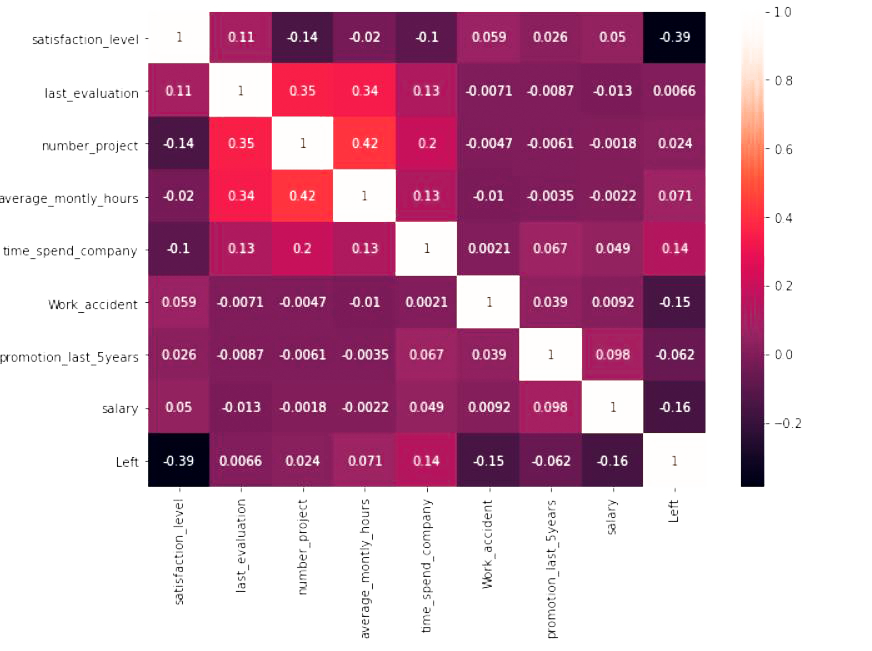 satisfaction_level 1 0.11 -0.14 -0.02 -0.1 0.059 0.026 0.05 -0.39
last_evaluation 0.11 1 0.35 0.34 0.13 -0.0071 -0.0087 -0.013 0.0066
number_project -0.14 0.35 1 0.42 0.2 -0.0047 -0.0061 -0.0018 0.024
average_montly_hours -0.02 0.34 0.42 1 0.13 -0.01 -0.0035 -0.0022 0.071
time_spend_company -0.1 0.13 0.2 0.13 1 0.0021 0.067 0.049 0.14
Work_accident 0.059 -0.0071 -0.0047 -0.01 0.0021 1 0.039 0.0092 -0.15
promotion_last_5years 0.026 -0.0087 -0.0061 -0.0035 0.067 0.039 1 0.098 -0.062
salary 0.05 -0.013 -0.0018 -0.0022 0.049 0.0092 0.098 1 -0.16
Left -0.39 0.0066 0.024 0.071 0.14 -0.15 -0.062 -0.16 1
satisfaction_level
last_evaluation
number_project
average_montly_hours
time_spend_company
Work_accident
promotion_last_5years
salary
Left
1.0
0.8
0.6
0.4
0.2
0.0
−0.2